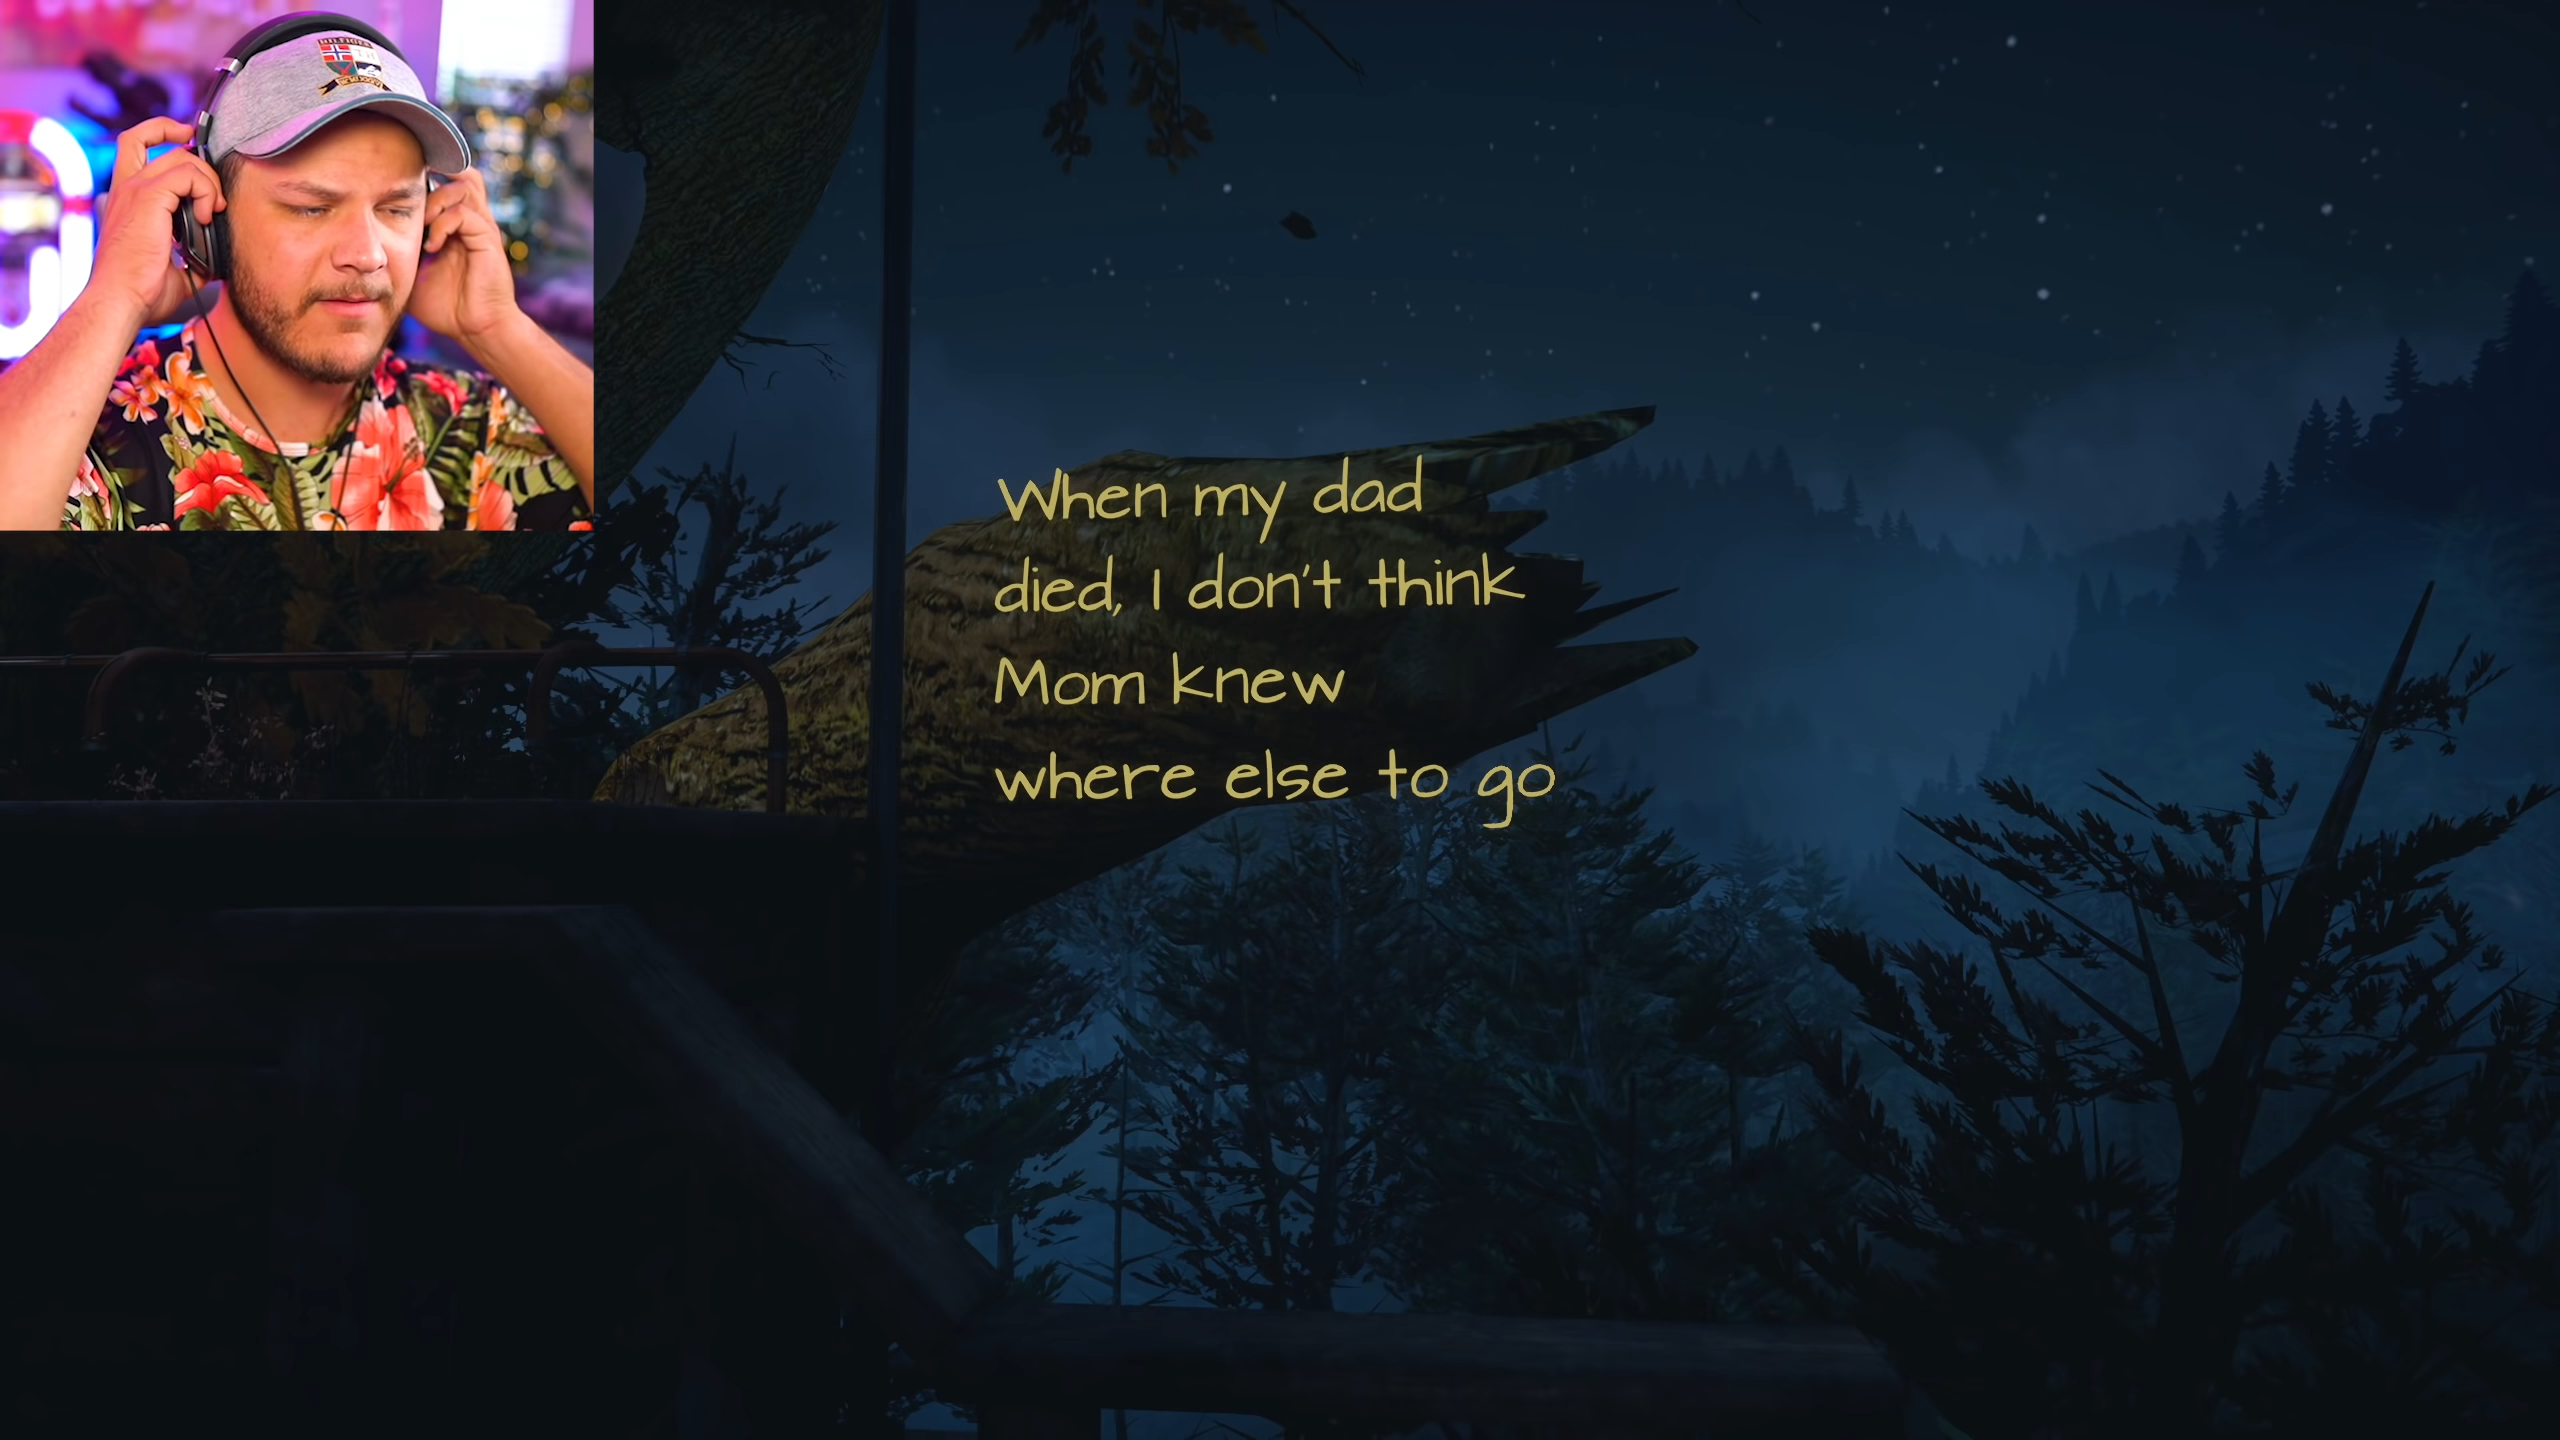 When my dad
died, I don't think
Mom knew
where else to go